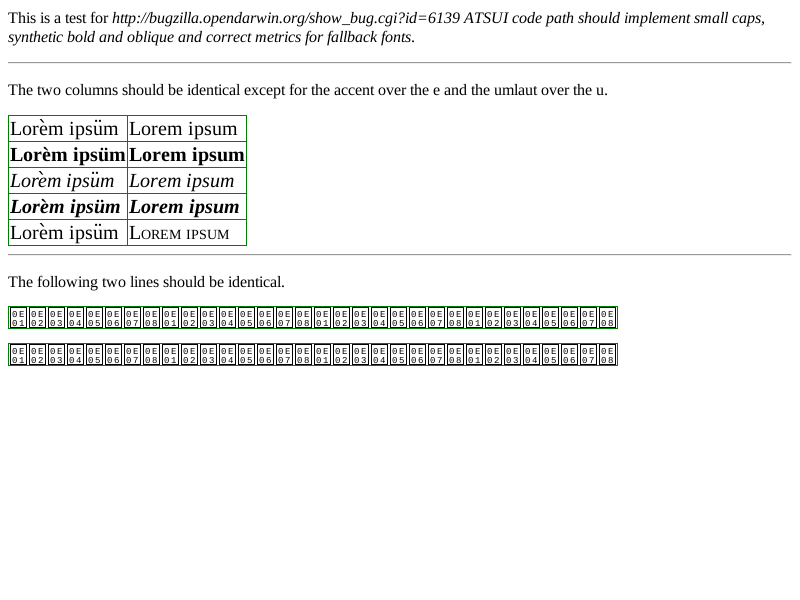 This is a test for http://bugzilla.opendarwin.org/show_bug.cgi?id=6139 ATSUI code path should implement small caps,
synthetic bold and oblique and correct metrics for fallback fonts.
The two columns should be identical except for the accent over the e and the umlaut over the u.
Lorèm ipsüm Lorem ipsum
Lorèm ipsüm Lorem ipsum
Lorèm ipsüm Lorem ipsum
Lorèm ipsüm Lorem ipsum
Lorèm ipsüm Lorem ipsum
The following two lines should be identical.
0E01 0E02 0E03 0E04 0E05 0E06 0E07 0E08 0E01 0E02 0E03 0E04 0E05 0E06 0E07 0E08 0E01 0E02 0E03 0E04 0E05 0E06 0E07 0E08 0E01 0E02 0E03 0E04 0E05 0E06 0E07 0E08
0E01 0E02 0E03 0E04 0E05 0E06 0E07 0E08 0E01 0E02 0E03 0E04 0E05 0E06 0E07 0E08 0E01 0E02 0E03 0E04 0E05 0E06 0E07 0E08 0E01 0E02 0E03 0E04 0E05 0E06 0E07 0E08